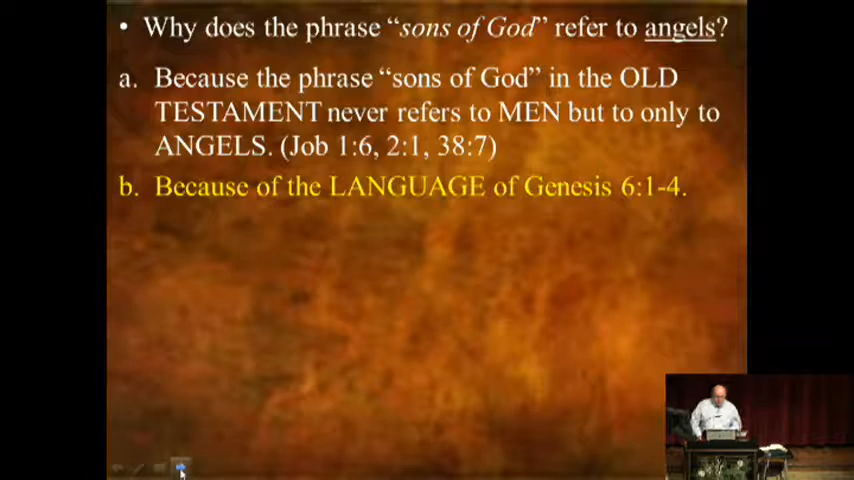 • Why does the phrase “sons of God” refer to angels?
a. Because the phrase “sons of God” in the OLD
TESTAMENT never refers to MEN but to only to
ANGELS. (Job 1:6, 2:1, 38:7)
b. Because of the LANGUAGE of Genesis 6:1-4.